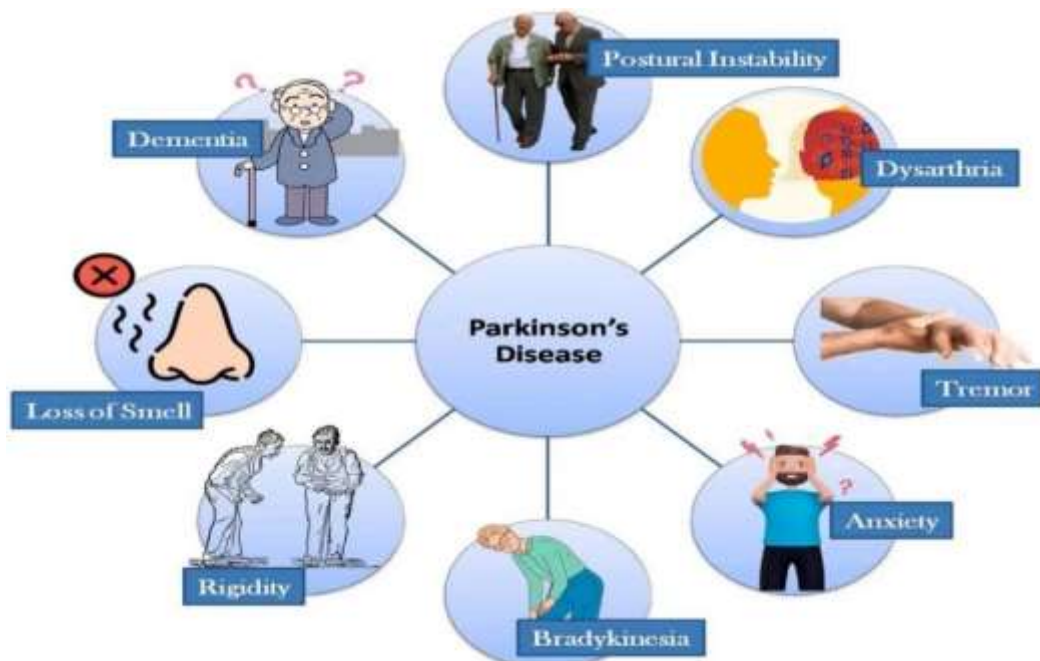 Postural Instability
Dementia
Dysarthria
Parkinson's
Disease
Loss of Smell
Tremor
Anxiety
Rigidity
Bradykinesia